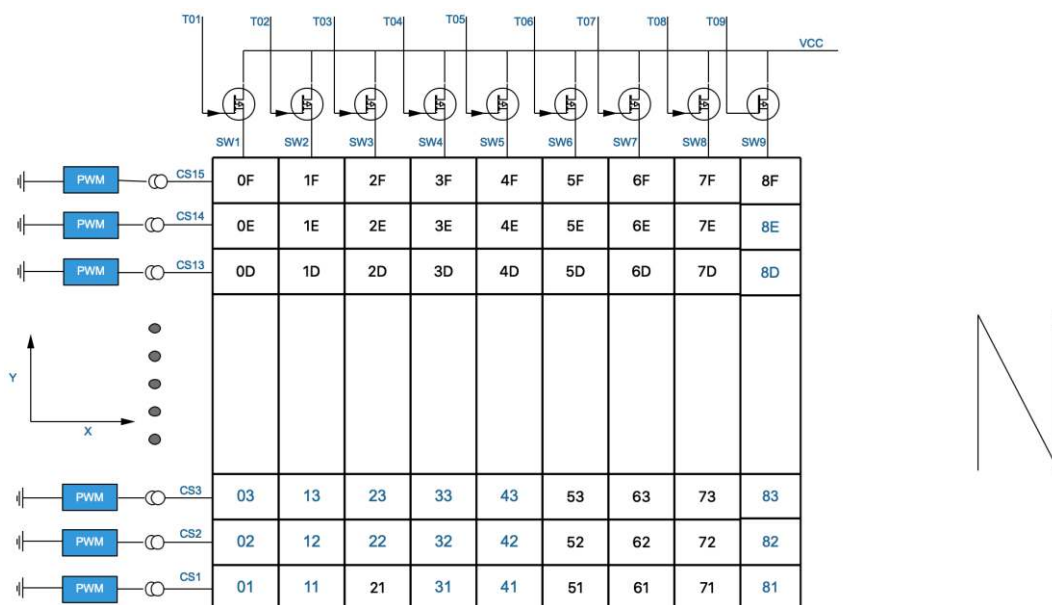 T01 T02 T03 T04 T05 T06 T07 T08 T09
VCC
SW1 SW2 SW3 SW4 SW5 SW6 SW7 SW8 SW9
PWM CS15 0F 1F 2F 3F 4F 5F 6F 7F 8F
PWM CS14 0E 1E 2E 3E 4E 5E 6E 7E 8E
PWM CS13 0D 1D 2D 3D 4D 5D 6D 7D 8D
Y
X
PWM CS3 03 13 23 33 43 53 63 73 83
PWM CS2 02 12 22 32 42 52 62 72 82
PWM CS1 01 11 21 31 41 51 61 71 81